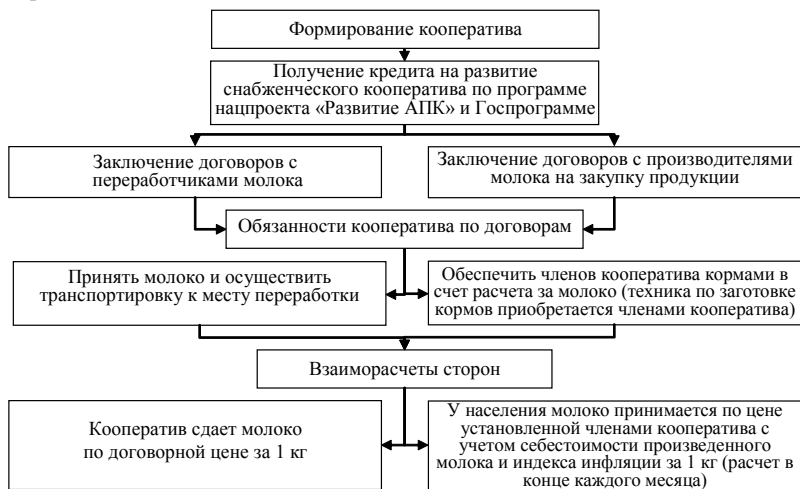 Формирование кооператива
Получение кредита на развитие
снабженческого кооператива по программе
нацпроекта «Развитие АПК» и Госпрограмме
Заключение договоров с
переработчиками молока
Заключение договоров с производителями
молока на закупку продукции
Обязанности кооператива по договорам
Принять молоко и осуществить
транспортировку к месту переработки
Обеспечить членов кооператива кормами в
счет расчета за молоко (техника по заготовке
кормов приобретается членами кооператива)
Взаиморасчеты сторон
Кооператив сдает молоко
по договорной цене за 1 кг
У населения молоко принимается по цене
установленной членами кооператива с
учетом себестоимости произведенного
молока и индекса инфляции за 1 кг (расчет в
конце каждого месяца)